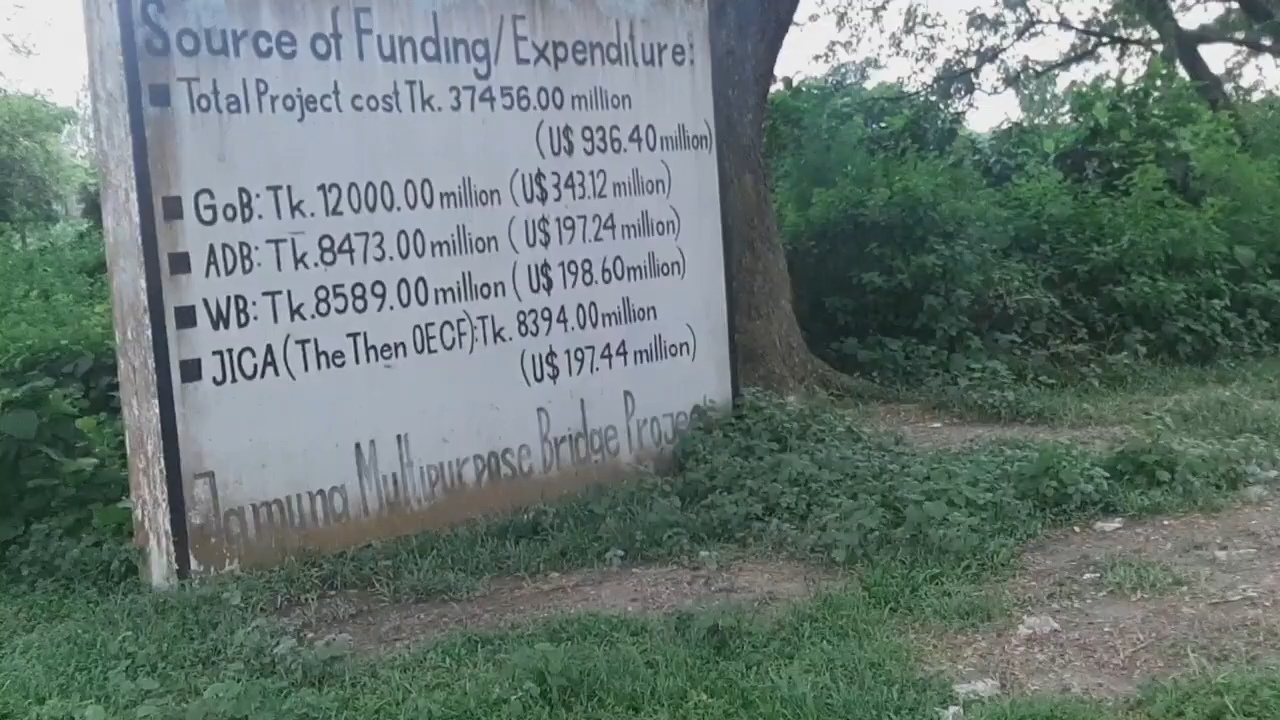 Source of Funding/Expenditure:
Total Project cost Tk. 37456.00 million
(U$ 936.40 million)
GoB: Tk. 12000.00 million (U$ 343.12 million)
ADB: Tk. 8473.00 million (U$ 197.24 million)
WB: Tk. 8589.00 million (U$ 198.60 million)
JICA (The Then OECF): Tk. 8394.00 million
(U$ 197.44 million)
Jamuna Multipurpose Bridge Project